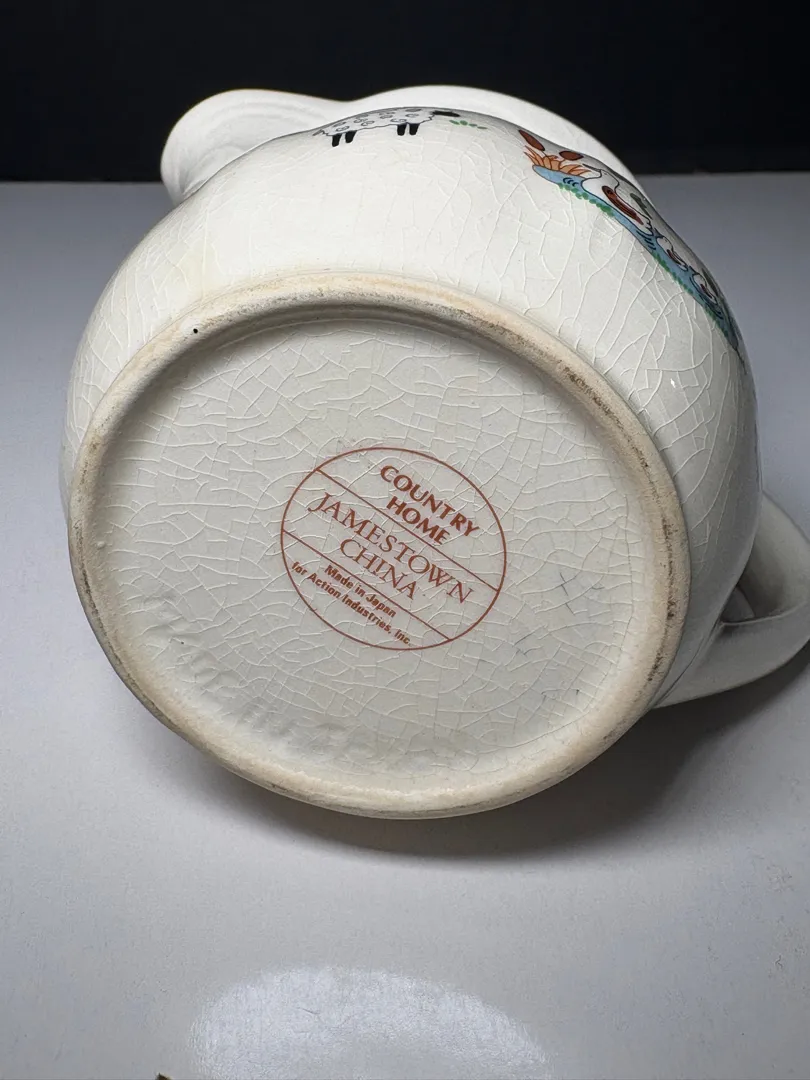 COUNTRY
HOME
JAMESTOWN
CHINA
Made in Japan
for Action Industries, Inc.